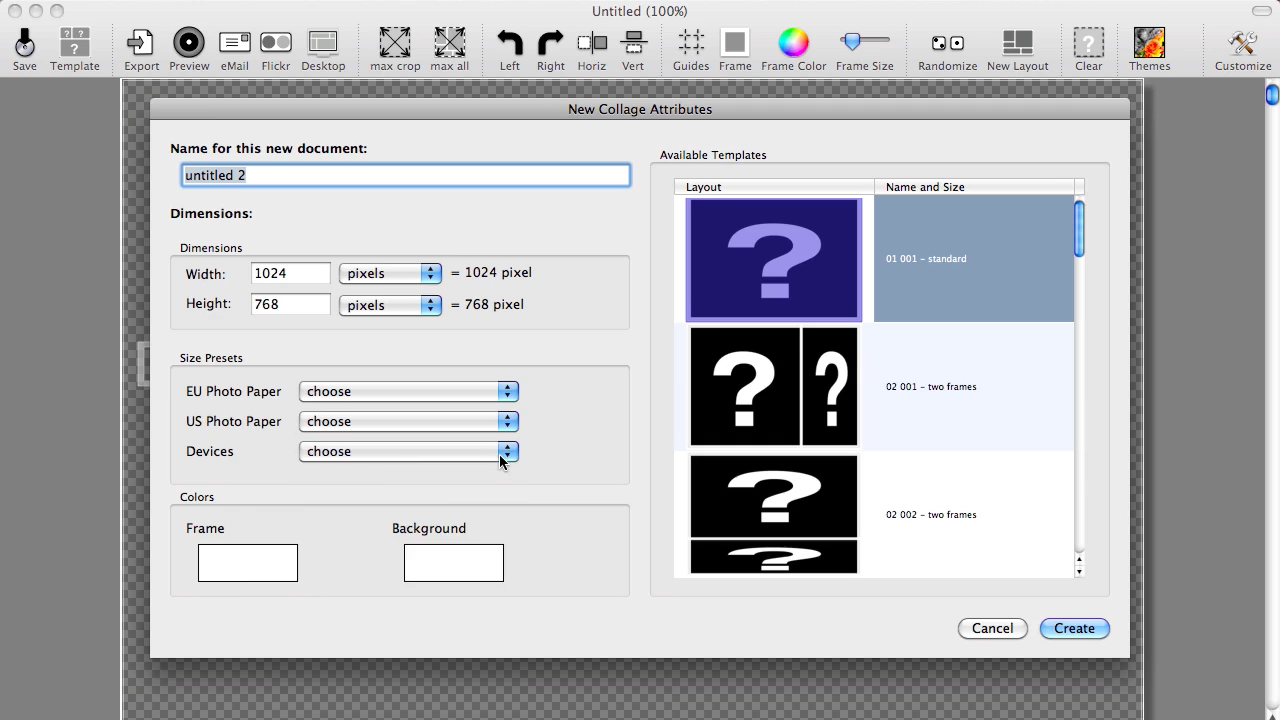 Untitled (100%)
Save Template Export Preview eMail Flickr Desktop max crop max all Left Right Horiz Vert Guides Frame Frame Color Frame Size Randomize New Layout Clear Themes Customize
New Collage Attributes
Name for this new document:
untitled 2
Dimensions:
Dimensions
Width: 1024 pixels = 1024 pixel
Height: 768 pixels = 768 pixel
Size Presets
EU Photo Paper choose
US Photo Paper choose
Devices choose
Colors
Frame Background
Available Templates
Layout Name and Size
? 01 001 - standard
? ? 02 001 - two frames
? 02 002 - two frames
?
Cancel Create